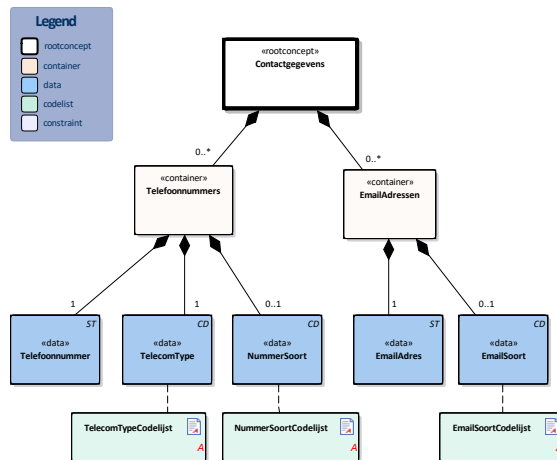 Legend
rootconcept
container
data
codelist
constraint
«rootconcept»
Contactgegevens
0..*
0..*
«container»
Telefoonnummers
«container»
EmailAdressen
1
1
0..1
1
0..1
ST
«data»
Telefoonnummer
CD
«data»
TelecomType
CD
«data»
NummerSoort
ST
«data»
EmailAdres
CD
«data»
EmailSoort
TelecomTypeCodelijst
A
NummerSoortCodelijst
A
EmailSoortCodelijst
A